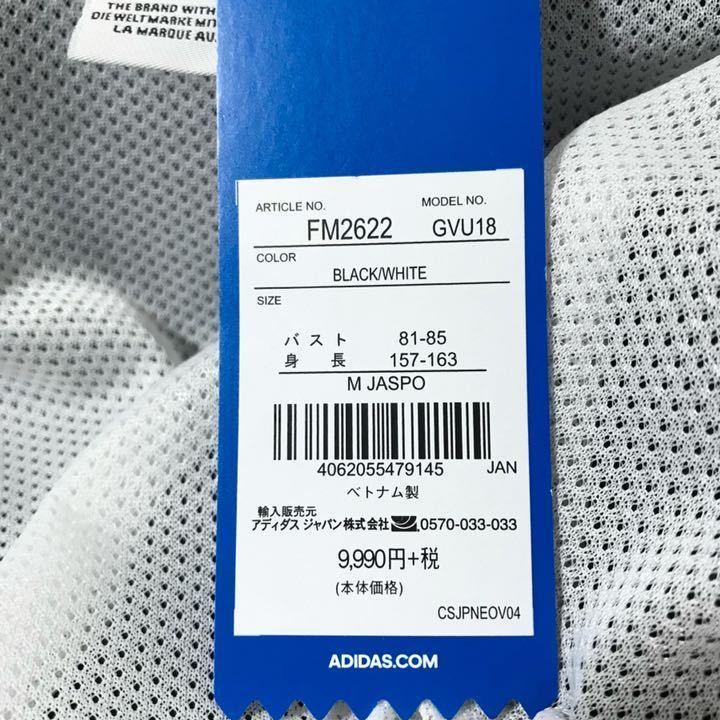 THE BRAND WITH
DIE WELTMARKE MIT
LA MARQUE AU
ARTICLE NO. MODEL NO.
FM2622 GVU18
COLOR
BLACK/WHITE
SIZE
バスト 81-85
身長 157-163
M JASPO
4062055479145 JAN
ベトナム製
輸入販売元
アディダス ジャパン株式会社 0570-033-033
9,990円+税
(本体価格)
CSJPNEOV04
ADIDAS.COM